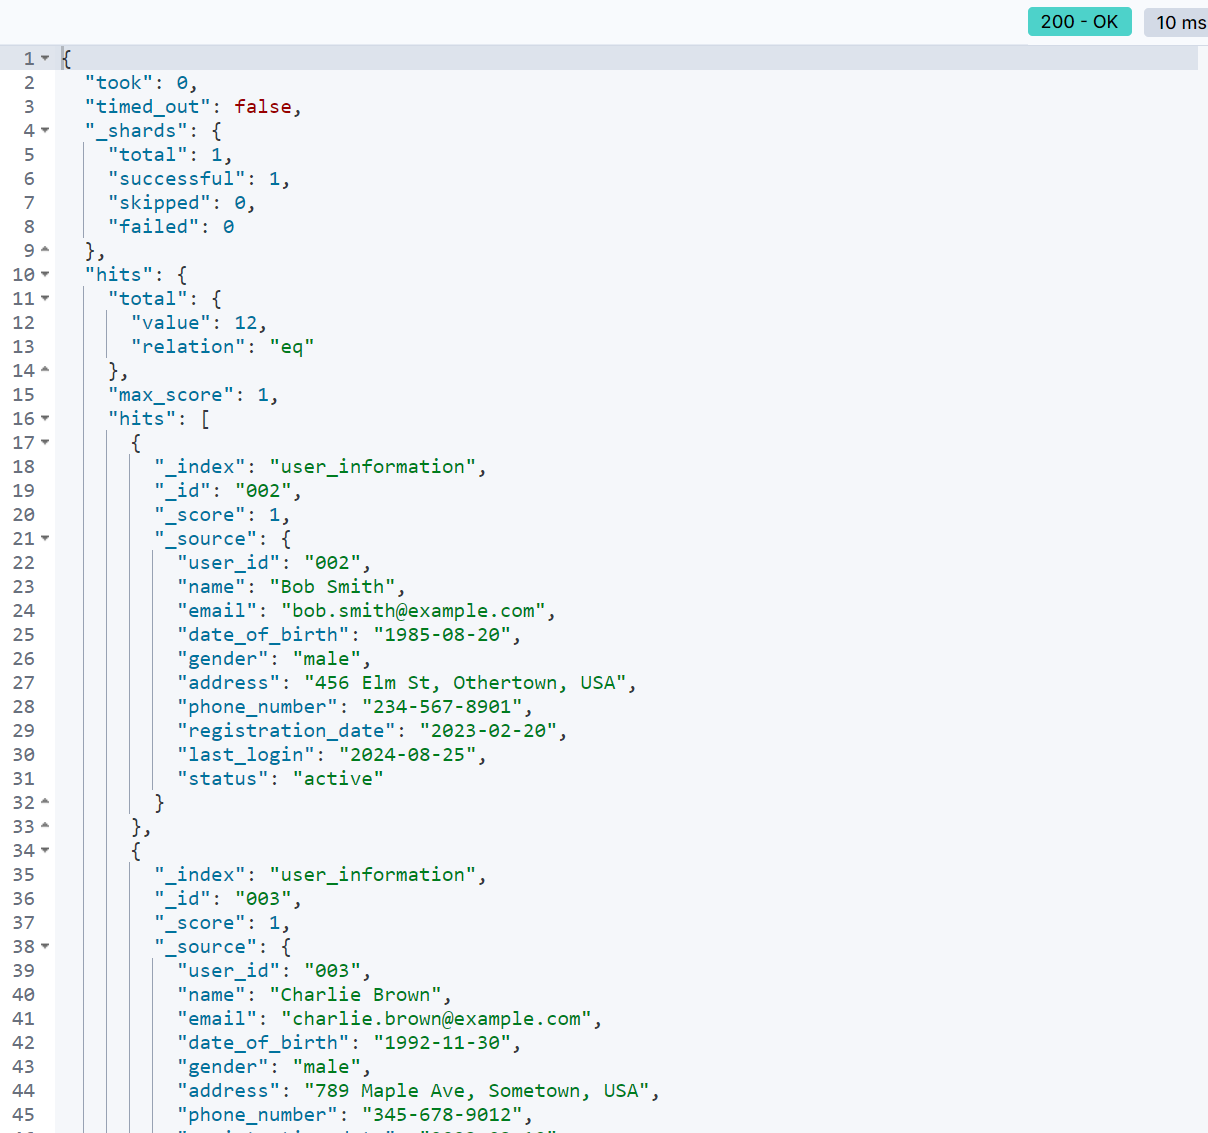 200 - OK
10 ms
1 {
2 "took": 0,
3 "timed_out": false,
4 "_shards": {
5 "total": 1,
6 "successful": 1,
7 "skipped": 0,
8 "failed": 0
9 },
10 "hits": {
11 "total": {
12 "value": 12,
13 "relation": "eq"
14 },
15 "max_score": 1,
16 "hits": [
17 {
18 "_index": "user_information",
19 "_id": "002",
20 "_score": 1,
21 "_source": {
22 "user_id": "002",
23 "name": "Bob Smith",
24 "email": "bob.smith@example.com",
25 "date_of_birth": "1985-08-20",
26 "gender": "male",
27 "address": "456 Elm St, Othertown, USA",
28 "phone_number": "234-567-8901",
29 "registration_date": "2023-02-20",
30 "last_login": "2024-08-25",
31 "status": "active"
32 }
33 },
34 {
35 "_index": "user_information",
36 "_id": "003",
37 "_score": 1,
38 "_source": {
39 "user_id": "003",
40 "name": "Charlie Brown",
41 "email": "charlie.brown@example.com",
42 "date_of_birth": "1992-11-30",
43 "gender": "male",
44 "address": "789 Maple Ave, Sometown, USA",
45 "phone_number": "345-678-9012",